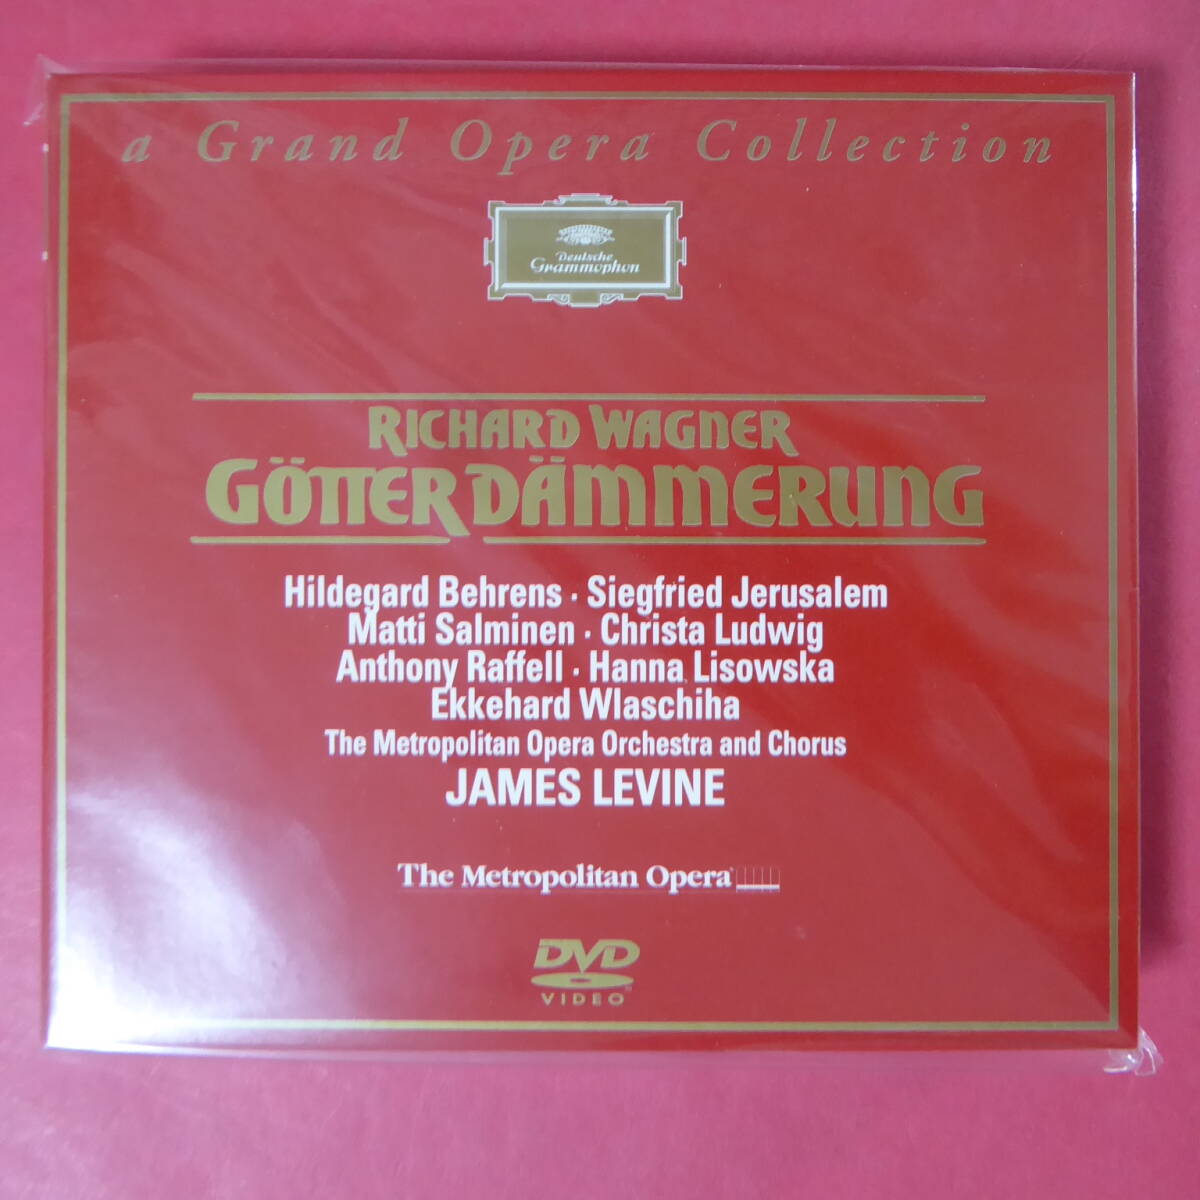 a Grand Opera Collection
Deutsche
Grammophon
RICHARD WAGNER
GÖTTERDÄMMERUNG
Hildegard Behrens · Siegfried Jerusalem
Matti Salminen · Christa Ludwig
Anthony Raffell · Hanna Lisowska
Ekkehard Wlaschiha
The Metropolitan Opera Orchestra and Chorus
JAMES LEVINE
The Metropolitan Opera
DVD
VIDEO